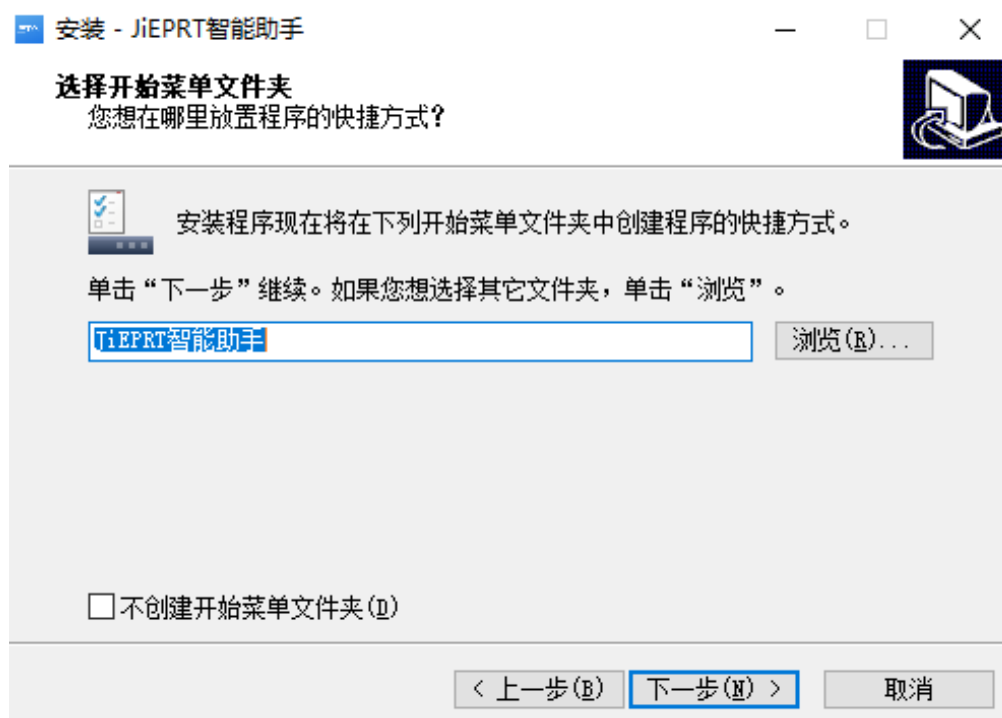 安装 - JiEPRT智能助手
选择开始菜单文件夹
您想在哪里放置程序的快捷方式?
安装程序现在将在下列开始菜单文件夹中创建程序的快捷方式。
单击“下一步”继续。如果您想选择其它文件夹，单击“浏览”。
JiEPRT智能助手
浏览(R)...
不创建开始菜单文件夹(D)
< 上一步(B)
下一步(N) >
取消